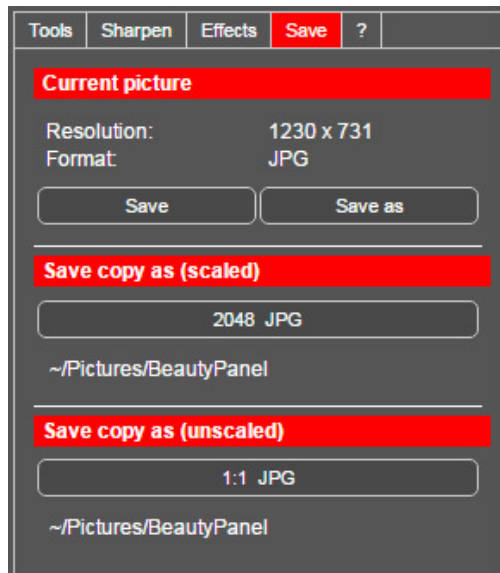 Tools Sharpen Effects Save ?
Current picture
Resolution: 1230 x 731
Format: JPG
Save Save as
Save copy as (scaled)
2048 JPG
~/Pictures/BeautyPanel
Save copy as (unscaled)
1:1 JPG
~/Pictures/BeautyPanel